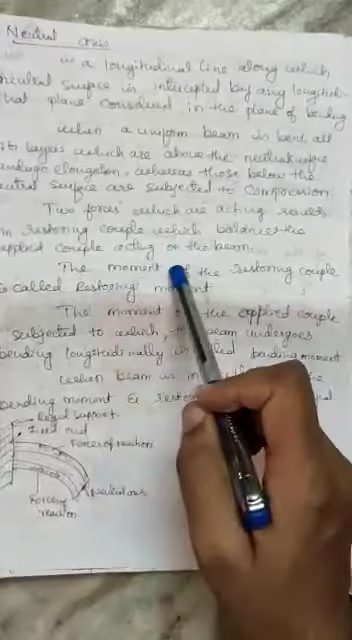 Neutral axis
is a longitudinal line along which
neutral surface is intercepted by any longitudi-
nal plane considered in the plane of bending
when a uniform beam is bent, all
its layers which are above the neutral surface
undergo elongation, whereas those below the
neutral surface are subjected to compression
Two forces which are acting results
in restoring couple which balances the
applied couple acting on the beam
The moment of the restoring couple
is called Restoring moment
The moment of the applied couple
subjected to which, the beam undergoes
bending longitudinally is called bending moment
when beam is in the
bending moment &
Rigid support
Fixed end
Forces of reaction
Neutral axis
Forces of
reaction